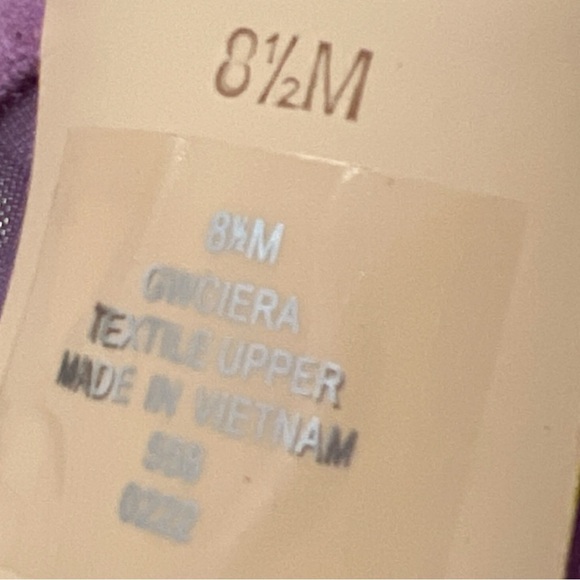 8½M
8½M
GWCIERA
TEXTILE UPPER
MADE IN VIETNAM